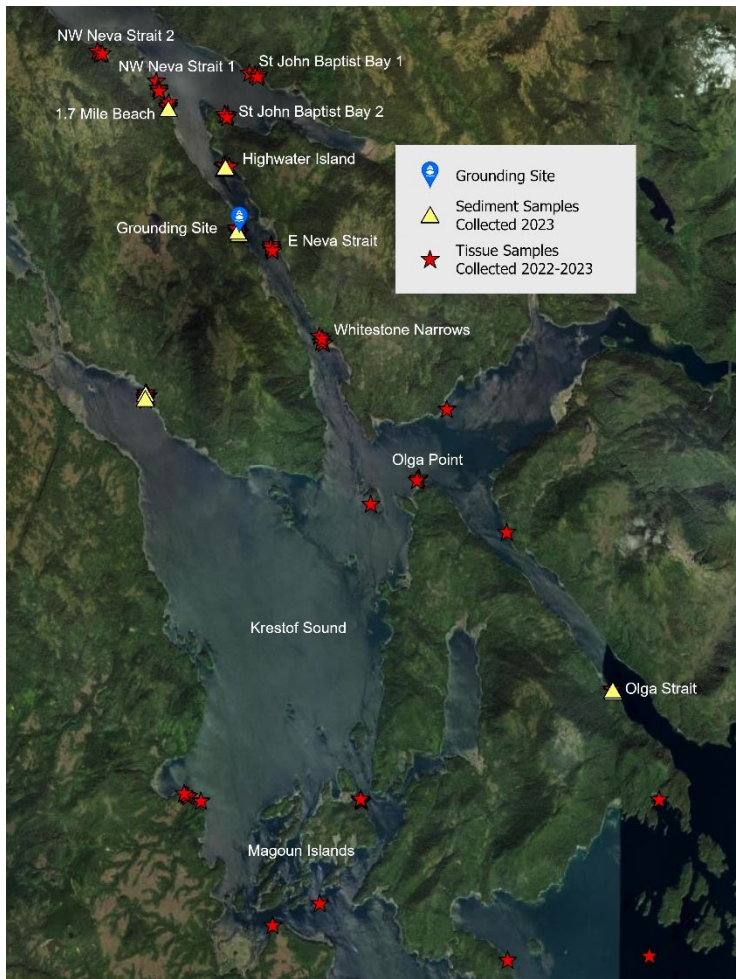 NW Neva Strait 2
St John Baptist Bay 1
NW Neva Strait 1
1.7 Mile Beach
St John Baptist Bay 2
Highwater Island
Grounding Site
Sediment Samples
Collected 2023
Tissue Samples
Collected 2022-2023
Grounding Site
E Neva Strait
Whitestone Narrows
Olga Point
Krestof Sound
Olga Strait
Magoun Islands